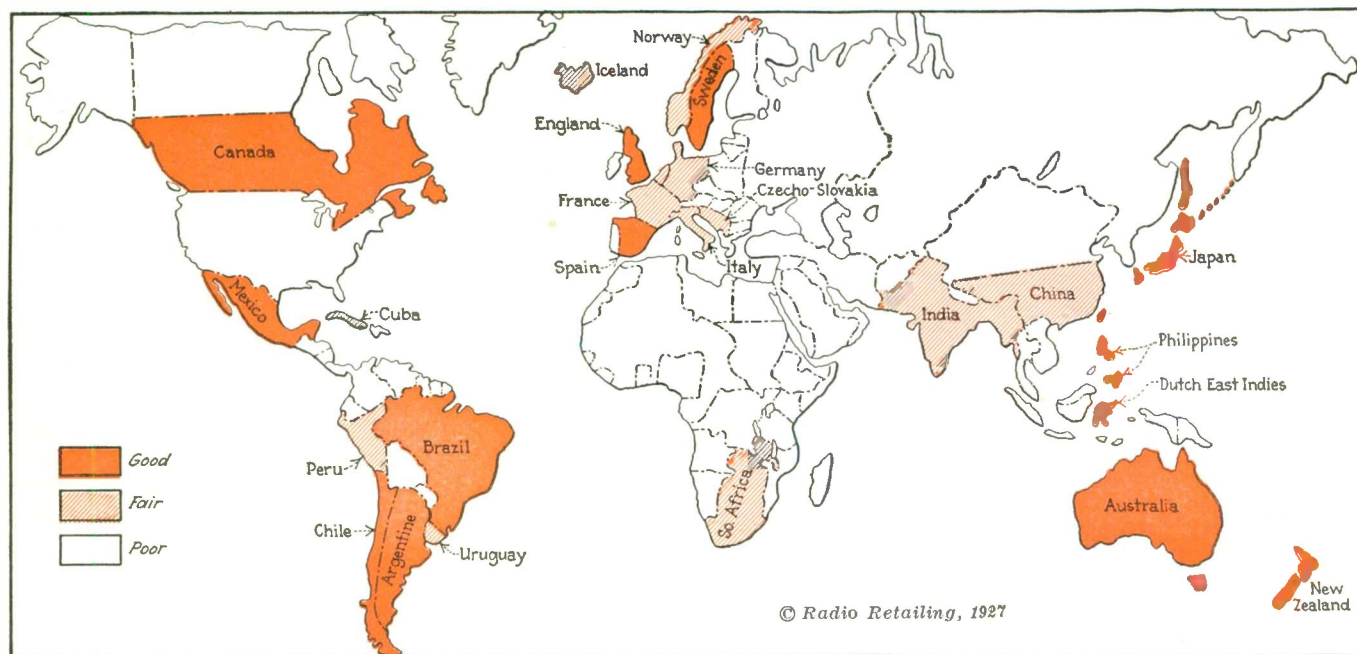 Norway
Iceland
Sweden
England
Canada
Germany
Czecho-Slovakia
France
Spain
Italy
Japan
Mexico
Cuba
India
China
Philippines
Dutch East Indies
Good
Fair
Poor
Peru
Brazil
Chile
Argentine
Uruguay
So. Africa
Australia
New
Zealand
© Radio Retailing, 1927